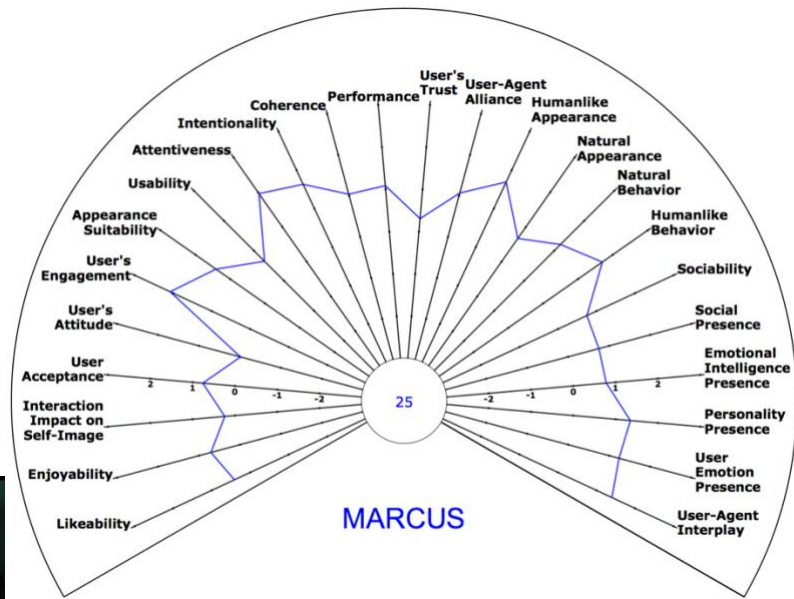 User's
Trust
User-Agent
Alliance
Performance
Humanlike
Appearance
Coherence
Intentionality
Natural
Appearance
Attentiveness
Natural
Behavior
Usability
Humanlike
Behavior
Appearance
Suitability
User's
Engagement
Sociability
User's
Attitude
Social
Presence
User
Acceptance
2 1 0 -1 -2
-2 -1 0 1 2
Emotional
Intelligence
Presence
25
Interaction
Impact on
Self-Image
Personality
Presence
Enjoyability
User
Emotion
Presence
Likeability
User-Agent
Interplay
MARCUS